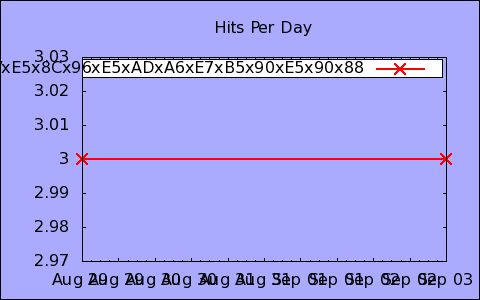 Hits Per Day
3.03
xE5x8Cx96xE5xADxA6xE7xB5x90xE5x90x88
3.02
3.01
3
2.99
2.98
2.97
Aug 29 Aug 29 Aug 30 Aug 30 Aug 31 Aug 31 Sep 01 Sep 01 Sep 02 Sep 02 Sep 03